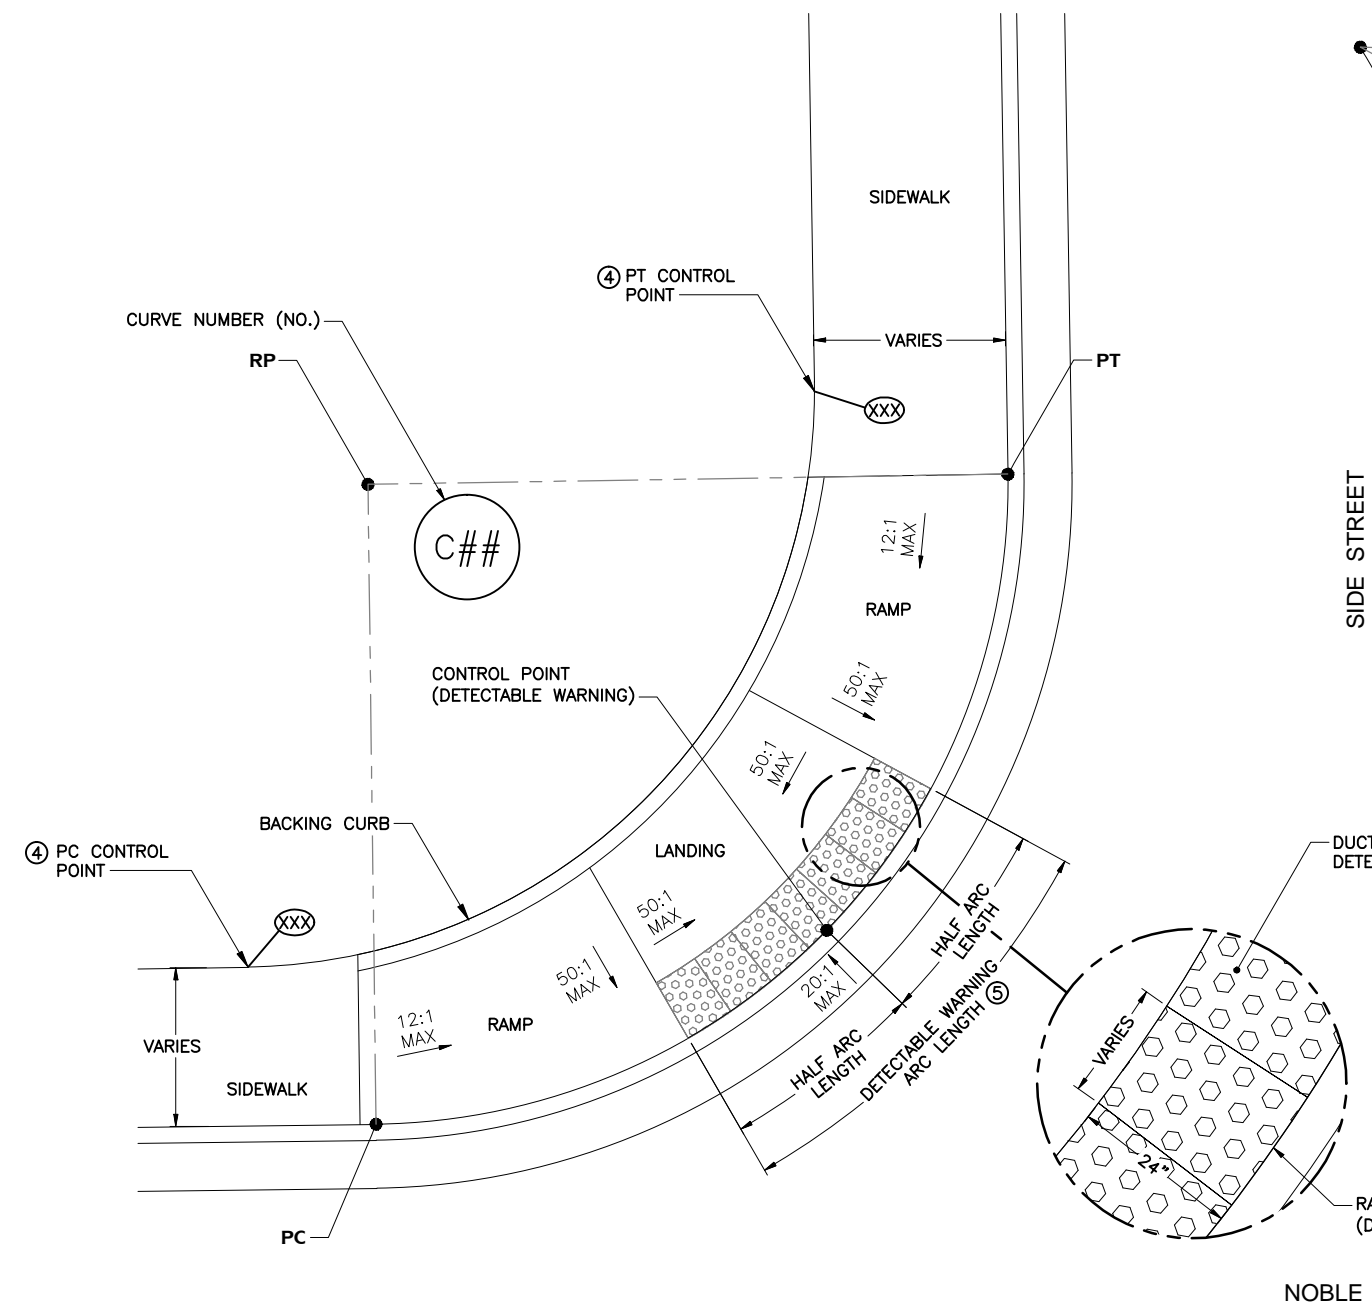 SIDEWALK
④ PT CONTROL
POINT
CURVE NUMBER (NO.)
RP
VARIES
PT
XXX
C##
12:1
MAX
SIDE STREET
RAMP
CONTROL POINT
(DETECTABLE WARNING)
50:1
MAX
50:1
MAX
BACKING CURB
④ PC CONTROL
POINT
LANDING
DUCT
DETE
XXX
50:1
MAX
HALF ARC
LENGTH
50:1
MAX
20:1
MAX
DETECTABLE WARNING
ARC LENGTH ⑤
12:1
MAX
RAMP
VARIES
HALF ARC
LENGTH
VARIES
SIDEWALK
24"
RA
(D
PC
NOBLE